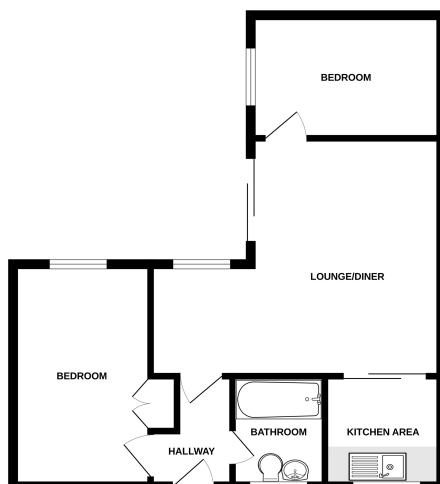 BEDROOM
LOUNGE/DINER
BEDROOM
HALLWAY
BATHROOM
KITCHEN AREA